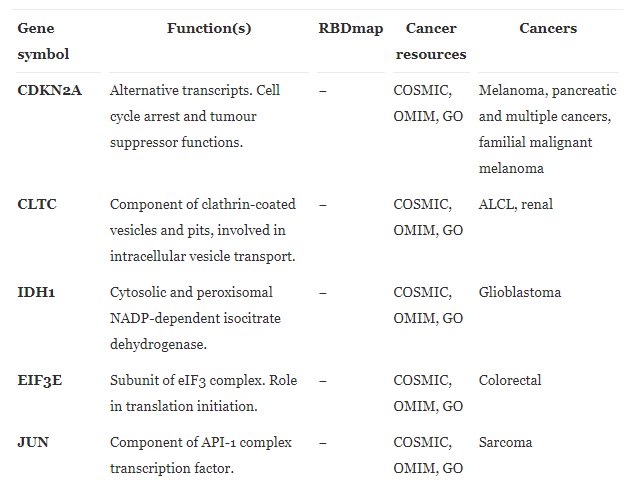 Gene symbol Function(s) RBDmap Cancer resources Cancers
CDKN2A Alternative transcripts. Cell – COSMIC, Melanoma, pancreatic
cycle arrest and tumour OMIM, GO and multiple cancers,
suppressor functions. familial malignant
melanoma
CLTC Component of clathrin-coated – COSMIC, ALCL, renal
vesicles and pits, involved in OMIM, GO
intracellular vesicle transport.
IDH1 Cytosolic and peroxisomal – COSMIC, Glioblastoma
NADP-dependent isocitrate OMIM, GO
dehydrogenase.
EIF3E Subunit of eIF3 complex. Role – COSMIC, Colorectal
in translation initiation. OMIM, GO
JUN Component of API-1 complex – COSMIC, Sarcoma
transcription factor. OMIM, GO